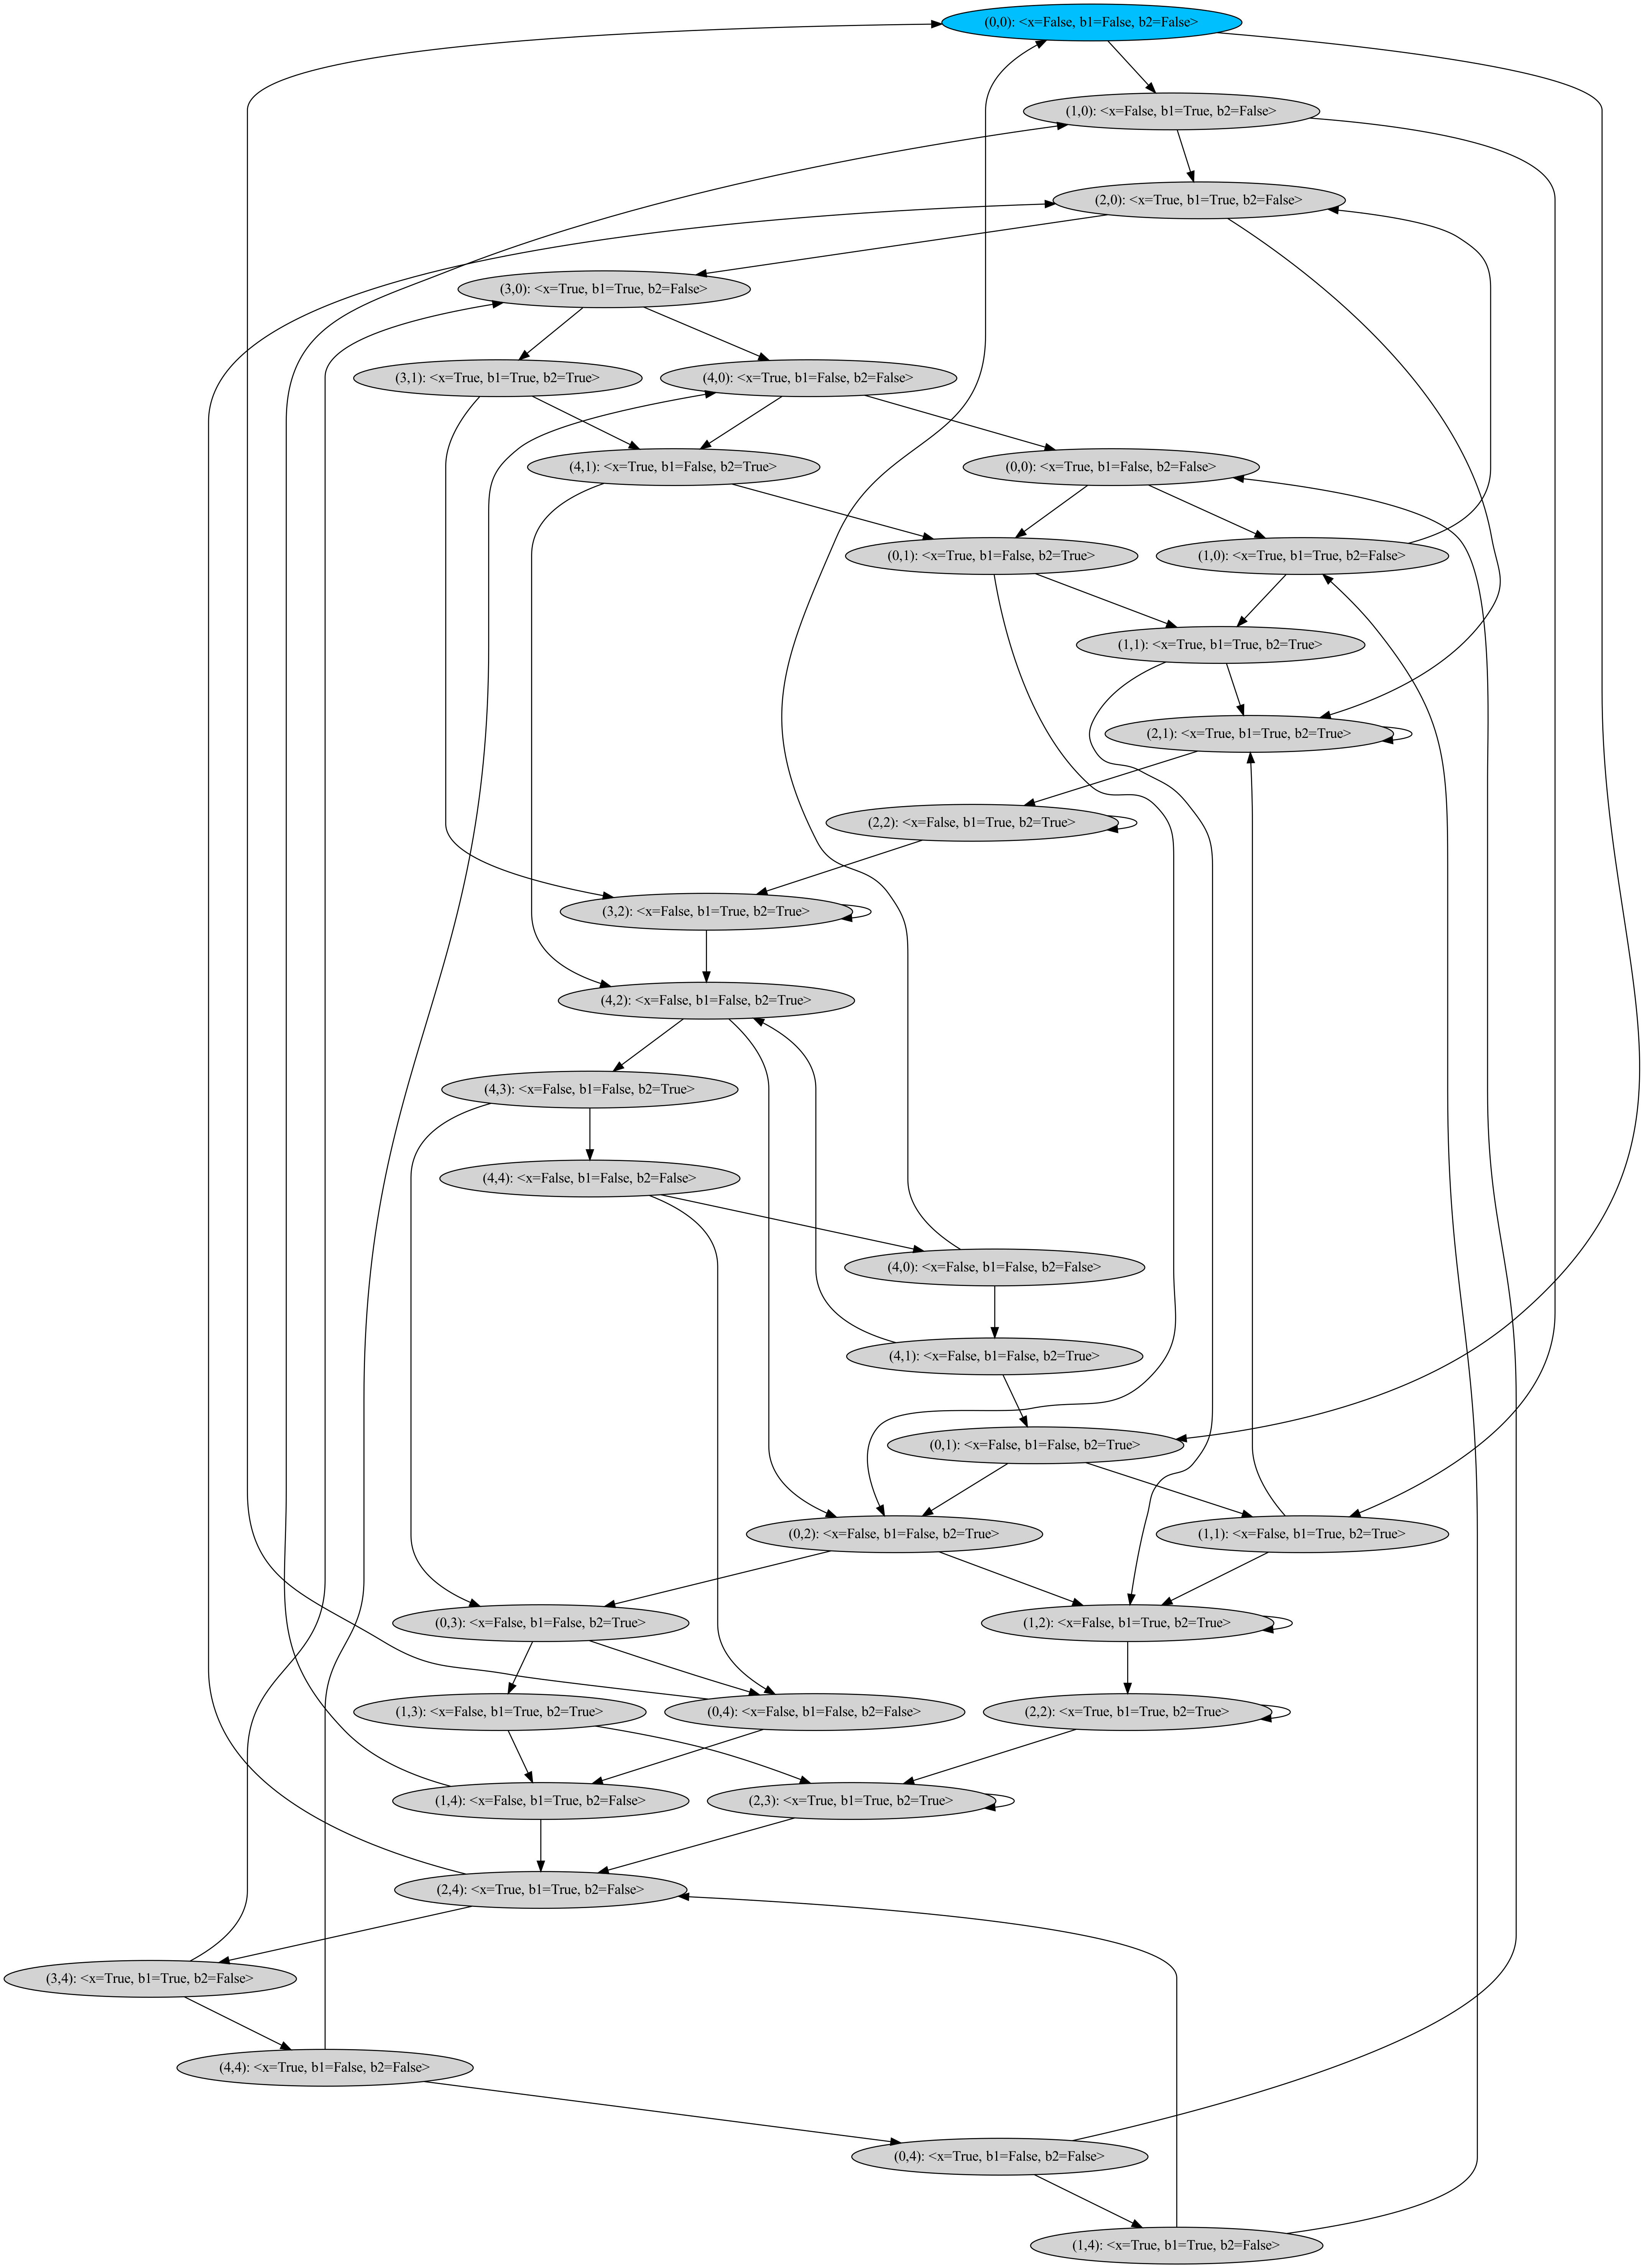 (0,0): <x=False, b1=False, b2=False>
(1,0): <x=False, b1=True, b2=False>
(2,0): <x=True, b1=True, b2=False>
(3,0): <x=True, b1=True, b2=False>
(3,1): <x=True, b1=True, b2=True>
(4,0): <x=True, b1=False, b2=False>
(4,1): <x=True, b1=False, b2=True>
(0,0): <x=True, b1=False, b2=False>
(0,1): <x=True, b1=False, b2=True>
(1,0): <x=True, b1=True, b2=False>
(1,1): <x=True, b1=True, b2=True>
(2,1): <x=True, b1=True, b2=True>
(2,2): <x=False, b1=True, b2=True>
(3,2): <x=False, b1=True, b2=True>
(4,2): <x=False, b1=False, b2=True>
(4,3): <x=False, b1=False, b2=True>
(4,4): <x=False, b1=False, b2=False>
(4,0): <x=False, b1=False, b2=False>
(4,1): <x=False, b1=False, b2=True>
(0,1): <x=False, b1=False, b2=True>
(0,2): <x=False, b1=False, b2=True>
(1,1): <x=False, b1=True, b2=True>
(0,3): <x=False, b1=False, b2=True>
(1,2): <x=False, b1=True, b2=True>
(1,3): <x=False, b1=True, b2=True>
(0,4): <x=False, b1=False, b2=False>
(2,2): <x=True, b1=True, b2=True>
(1,4): <x=False, b1=True, b2=False>
(2,3): <x=True, b1=True, b2=True>
(2,4): <x=True, b1=True, b2=False>
(3,4): <x=True, b1=True, b2=False>
(4,4): <x=True, b1=False, b2=False>
(0,4): <x=True, b1=False, b2=False>
(1,4): <x=True, b1=True, b2=False>